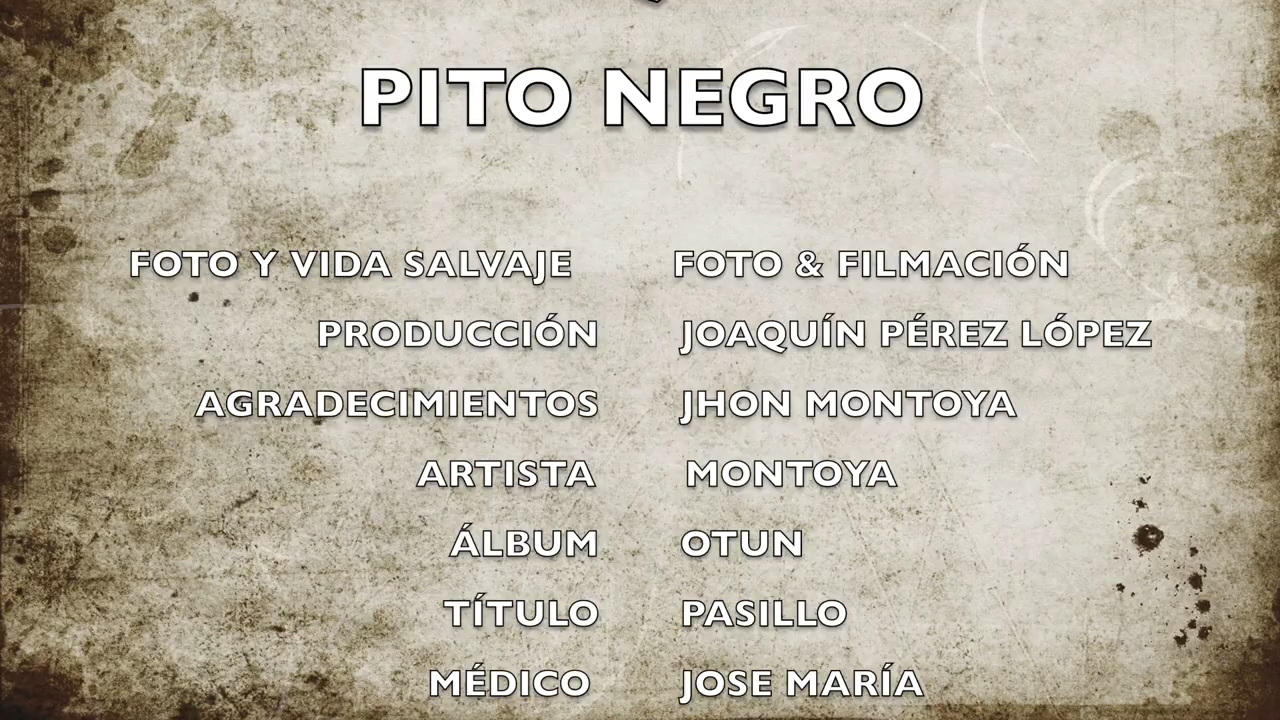 PITO NEGRO
FOTO Y VIDA SALVAJE FOTO & FILMACIÓN
PRODUCCIÓN JOAQUÍN PÉREZ LÓPEZ
AGRADECIMIENTOS JHON MONTOYA
ARTISTA MONTOYA
ÁLBUM OTUN
TÍTULO PASILLO
MÉDICO JOSE MARÍA